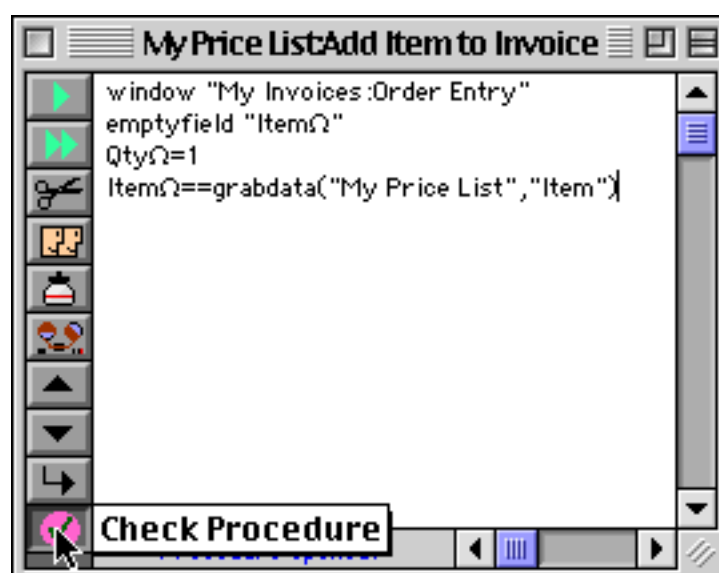 My Price List:Add Item to Invoice
window "My Invoices:Order Entry"
emptyfield "ItemΩ"
QtyΩ=1
ItemΩ==grabdata("My Price List","Item")
Check Procedure